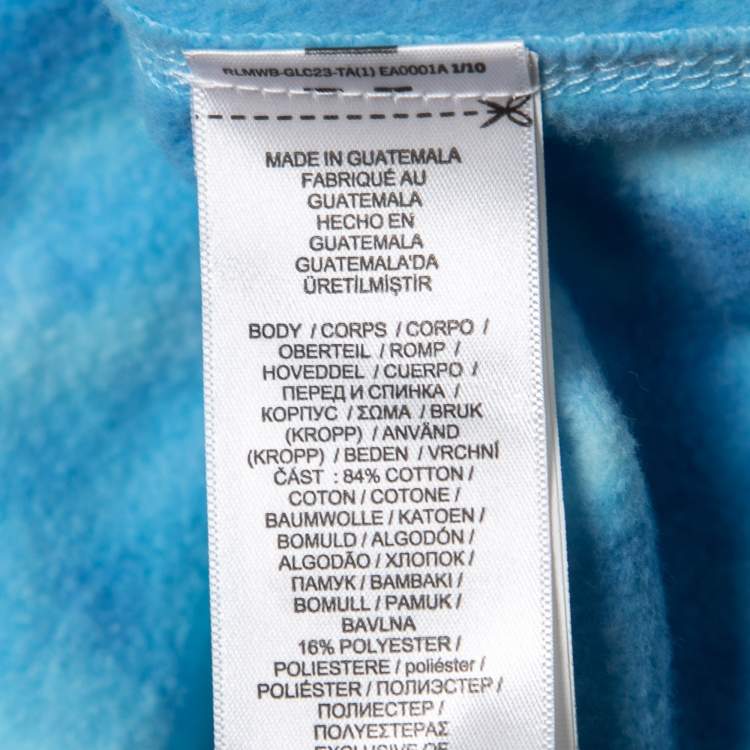 RLMWB-GLC23-TA(1) EA0001A 1/10
MADE IN GUATEMALA
FABRIQUÉ AU
GUATEMALA
HECHO EN
GUATEMALA
GUATEMALA'DA
ÜRETİLMİŞTİR
BODY / CORPS / CORPO /
OBERTEIL / ROMP /
HOVEDDEL / CUERPO /
ПЕРЕД И СПИНКА /
КОРПУС / ΣΩΜΑ / BRUK
(KROPP) / ANVÄND
(KROPP) / BEDEN / VRCHNÍ
ČÁST : 84% COTTON /
COTON / COTONE /
BAUMWOLLE / KATOEN /
BOMULD / ALGODÓN /
ALGODÃO / ХЛОПОК /
ПАМУК / BAMBAKI /
BOMULL / PAMUK /
BAVLNA
16% POLYESTER /
POLIESTERE / poliéster /
POLIÉSTER / ПОЛИЭСТЕР /
ПОЛИЕСТЕР /
ΠΟΛΥΕΣΤΕΡΑΣ
EXCLUSIVE OF